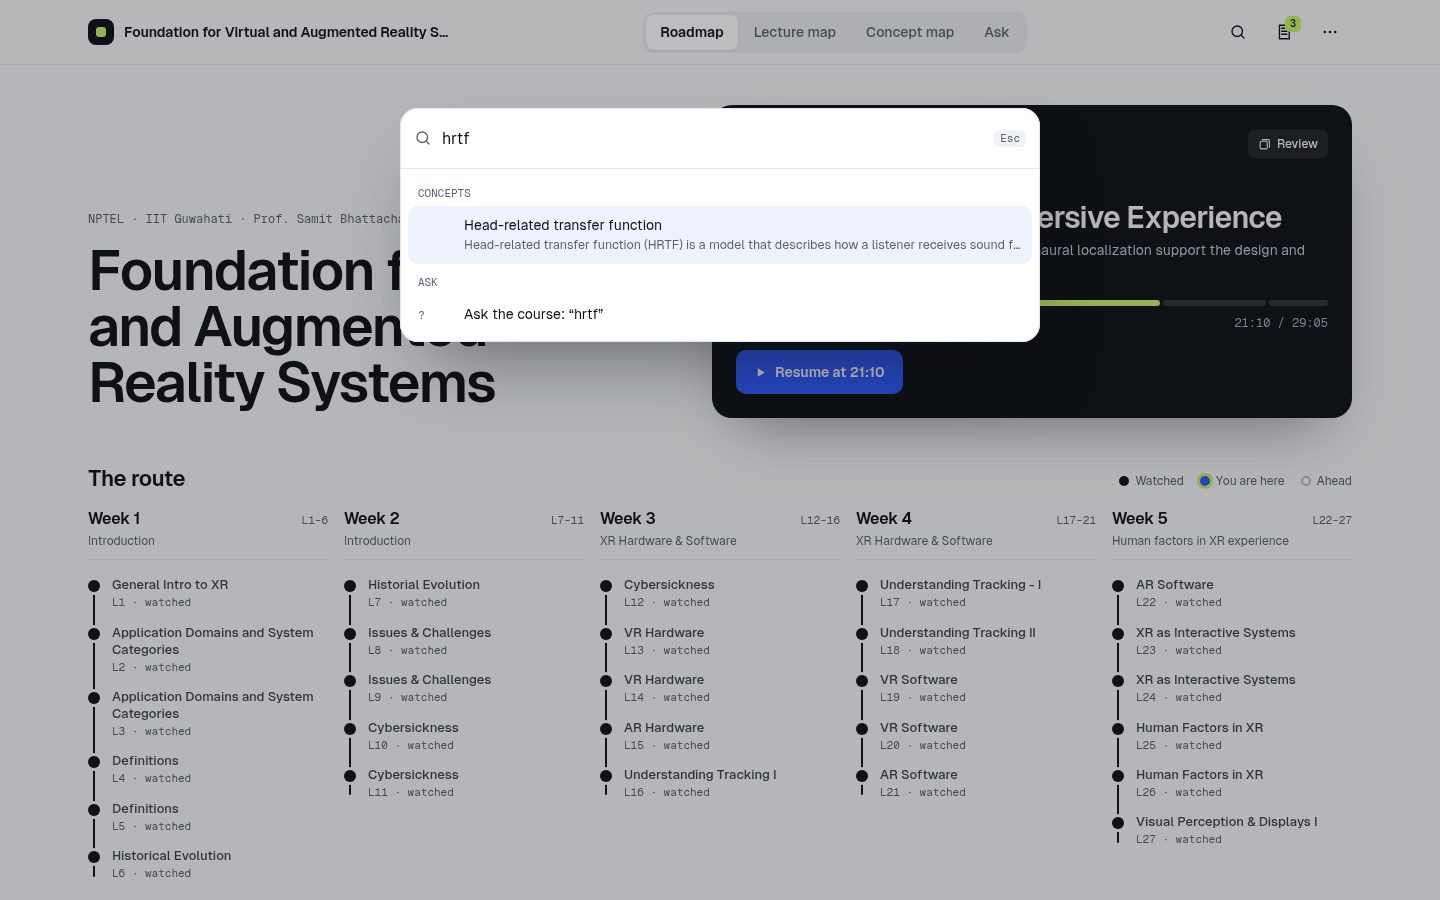 Foundation for Virtual and Augmented Reality S...
Roadmap
Lecture map
Concept map
Ask
3
hrtf
Esc
CONCEPTS
Head-related transfer function
Head-related transfer function (HRTF) is a model that describes how a listener receives sound f...
ASK
?
Ask the course: “hrtf”
Review
ersive Experience
aural localization support the design and
21:10 / 29:05
Resume at 21:10
NPTEL · IIT Guwahati · Prof. Samit Bhattacha
Foundation f
and Augmented
Reality Systems
The route
Watched
You are here
Ahead
Week 1
L1-6
Introduction
General Intro to XR
L1 · watched
Application Domains and System
Categories
L2 · watched
Application Domains and System
Categories
L3 · watched
Definitions
L4 · watched
Definitions
L5 · watched
Historical Evolution
L6 · watched
Week 2
L7-11
Introduction
Historial Evolution
L7 · watched
Issues & Challenges
L8 · watched
Issues & Challenges
L9 · watched
Cybersickness
L10 · watched
Cybersickness
L11 · watched
Week 3
L12-16
XR Hardware & Software
Cybersickness
L12 · watched
VR Hardware
L13 · watched
VR Hardware
L14 · watched
AR Hardware
L15 · watched
Understanding Tracking I
L16 · watched
Week 4
L17-21
XR Hardware & Software
Understanding Tracking - I
L17 · watched
Understanding Tracking II
L18 · watched
VR Software
L19 · watched
VR Software
L20 · watched
AR Software
L21 · watched
Week 5
L22-27
Human factors in XR experience
AR Software
L22 · watched
XR as Interactive Systems
L23 · watched
XR as Interactive Systems
L24 · watched
Human Factors in XR
L25 · watched
Human Factors in XR
L26 · watched
Visual Perception & Displays I
L27 · watched